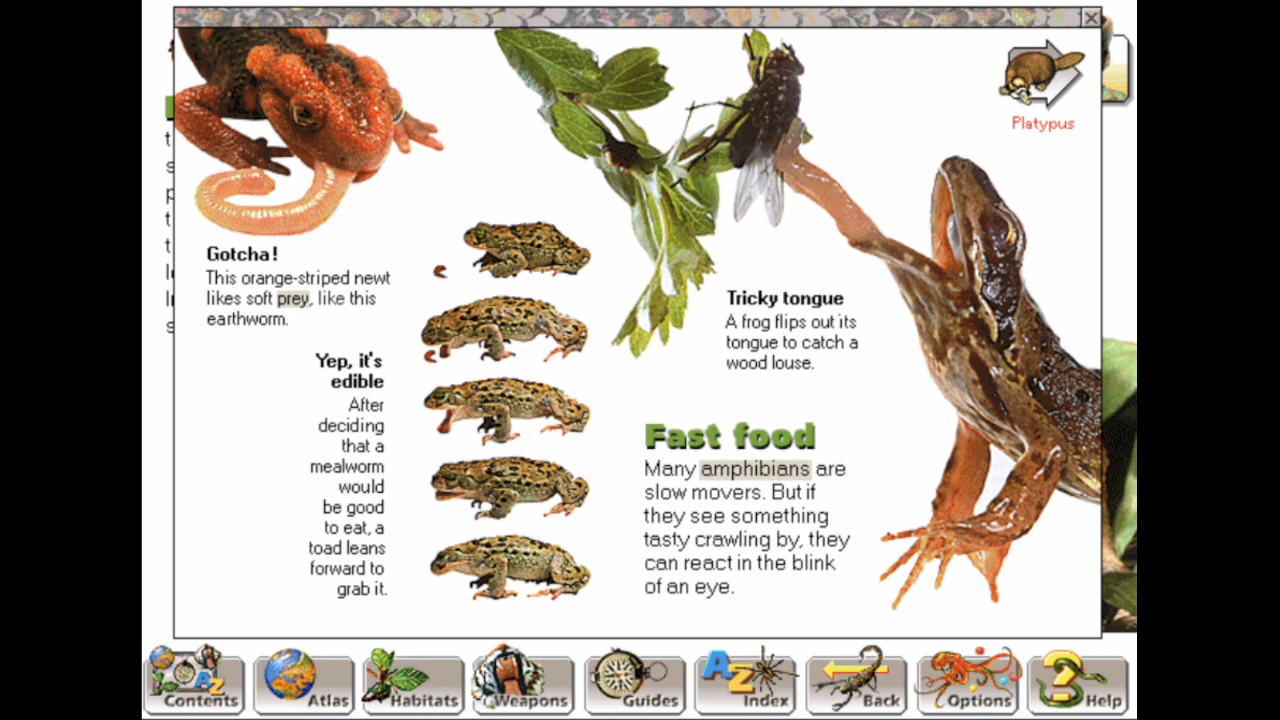 Platypus
Gotcha!
This orange-striped newt
likes soft prey, like this
earthworm.
Yep, it's
edible
After
deciding
that a
mealworm
would
be good
to eat, a
toad leans
forward to
grab it.
Tricky tongue
A frog flips out its
tongue to catch a
wood louse.
Fast food
Many amphibians are
slow movers. But if
they see something
tasty crawling by, they
can react in the blink
of an eye.
Contents
Atlas
Habitats
Weapons
Guides
AZ
Index
Back
Options
?
Help